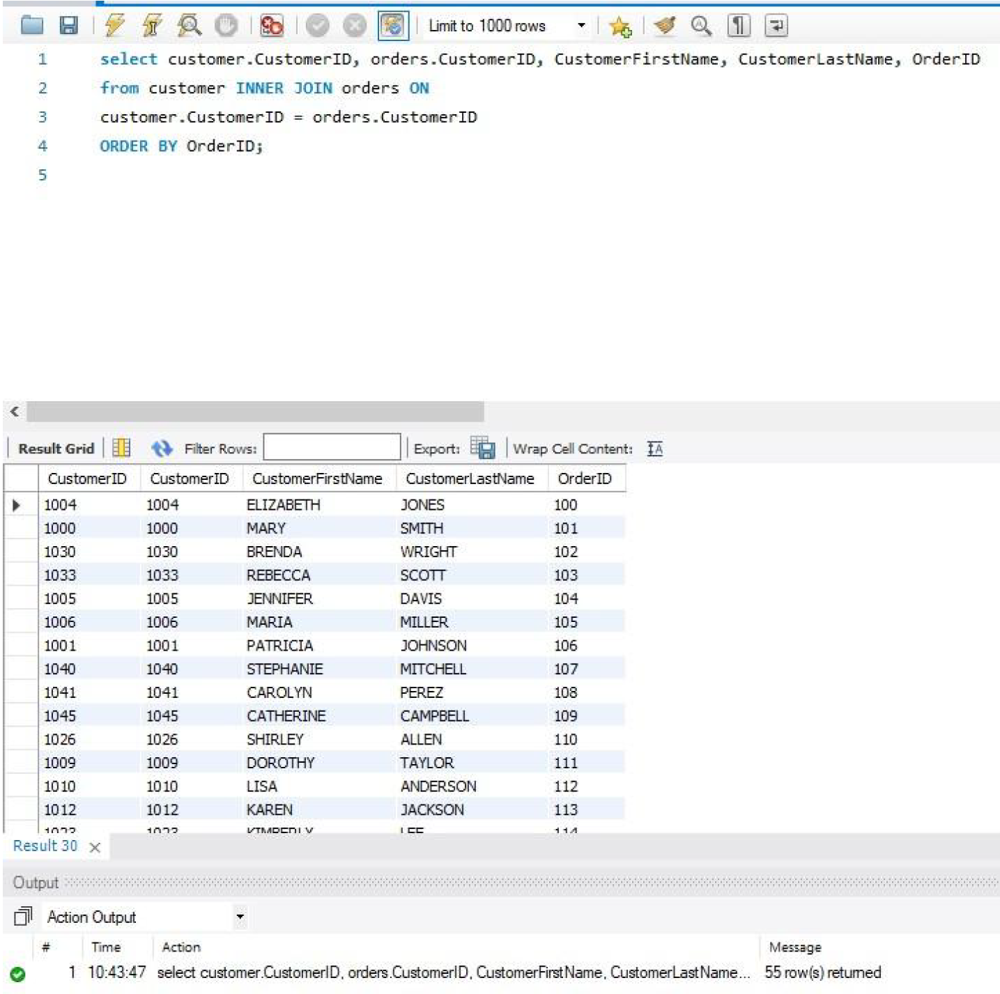 Limit to 1000 rows
1 select customer.CustomerID, orders.CustomerID, CustomerFirstName, CustomerLastName, OrderID
2 from customer INNER JOIN orders ON
3 customer.CustomerID = orders.CustomerID
4 ORDER BY OrderID;
5
Result Grid Filter Rows: Export: Wrap Cell Content:
CustomerID CustomerID CustomerFirstName CustomerLastName OrderID
1004 1004 ELIZABETH JONES 100
1000 1000 MARY SMITH 101
1030 1030 BRENDA WRIGHT 102
1033 1033 REBECCA SCOTT 103
1005 1005 JENNIFER DAVIS 104
1006 1006 MARIA MILLER 105
1001 1001 PATRICIA JOHNSON 106
1040 1040 STEPHANIE MITCHELL 107
1041 1041 CAROLYN PEREZ 108
1045 1045 CATHERINE CAMPBELL 109
1026 1026 SHIRLEY ALLEN 110
1009 1009 DOROTHY TAYLOR 111
1010 1010 LISA ANDERSON 112
1012 1012 KAREN JACKSON 113
KIMBERLY LEE 114
Result 30
Output
Action Output
# Time Action Message
1 10:43:47 select customer.CustomerID, orders.CustomerID, CustomerFirstName, CustomerLastName... 55 row(s) returned